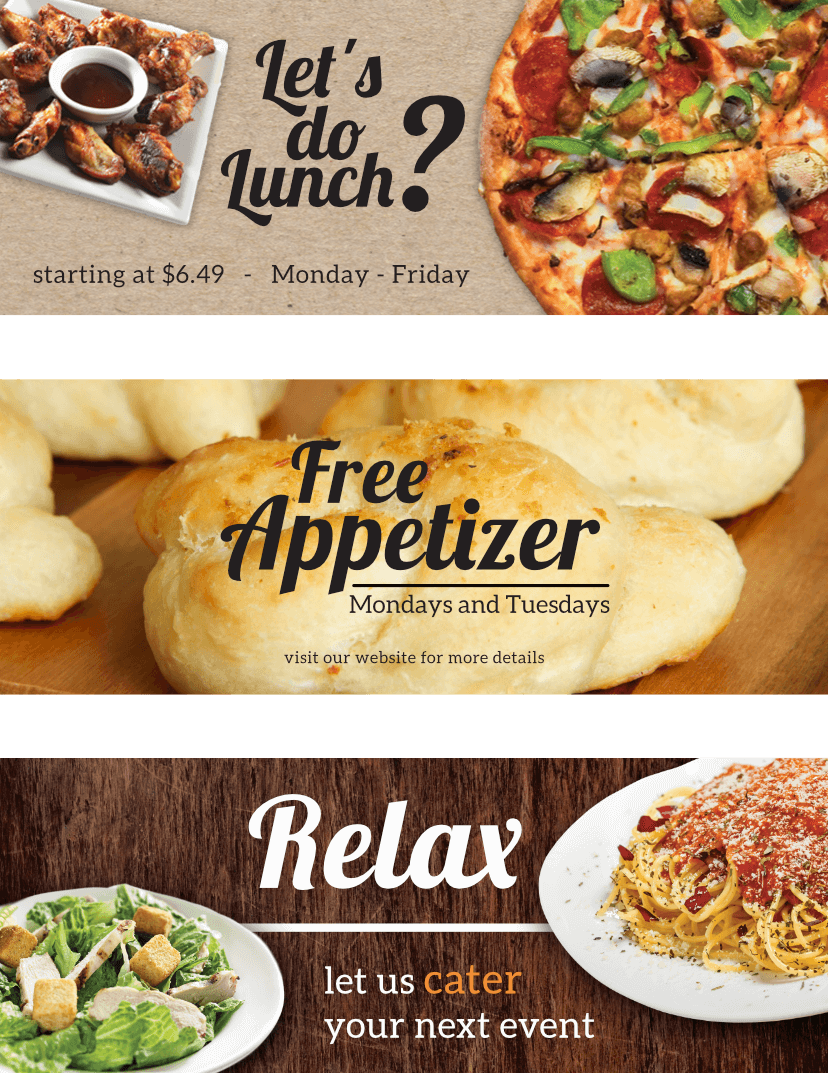 Let's
do
Lunch?
starting at $6.49 - Monday - Friday
Free
Appetizer
Mondays and Tuesdays
visit our website for more details
Relax
let us cater
your next event